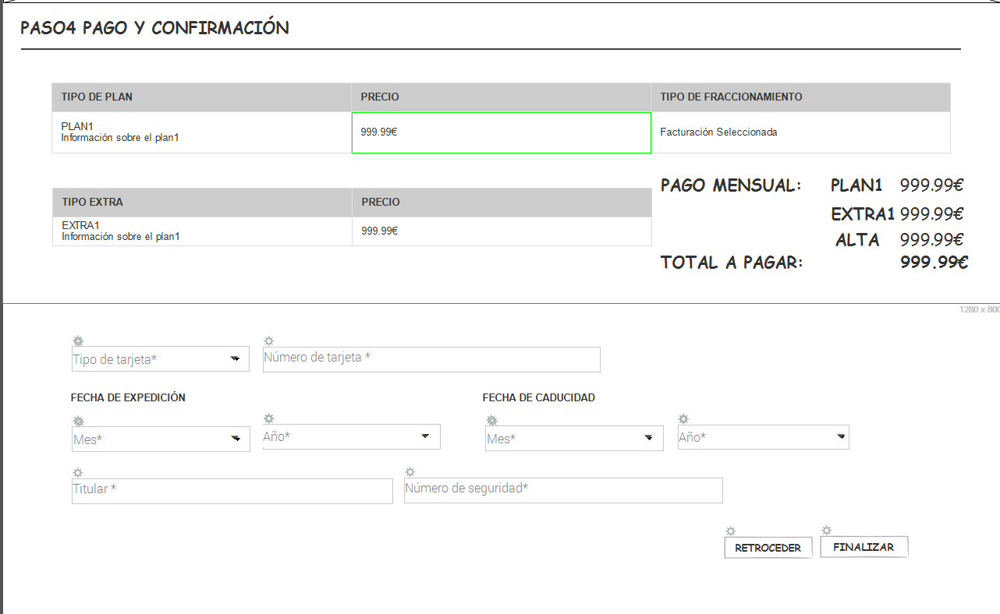 PASO4 PAGO Y CONFIRMACIÓN
TIPO DE PLAN PRECIO TIPO DE FRACCIONAMIENTO
PLAN1
Información sobre el plan1
999.99€
Facturación Seleccionada
TIPO EXTRA PRECIO
EXTRA1
Información sobre el plan1
999.99€
PAGO MENSUAL: PLAN1 999.99€
EXTRA1 999.99€
ALTA 999.99€
TOTAL A PAGAR: 999.99€
1280 x 800
Tipo de tarjeta* Número de tarjeta *
FECHA DE EXPEDICIÓN FECHA DE CADUCIDAD
Mes* Año* Mes* Año*
Titular * Número de seguridad*
RETROCEDER FINALIZAR